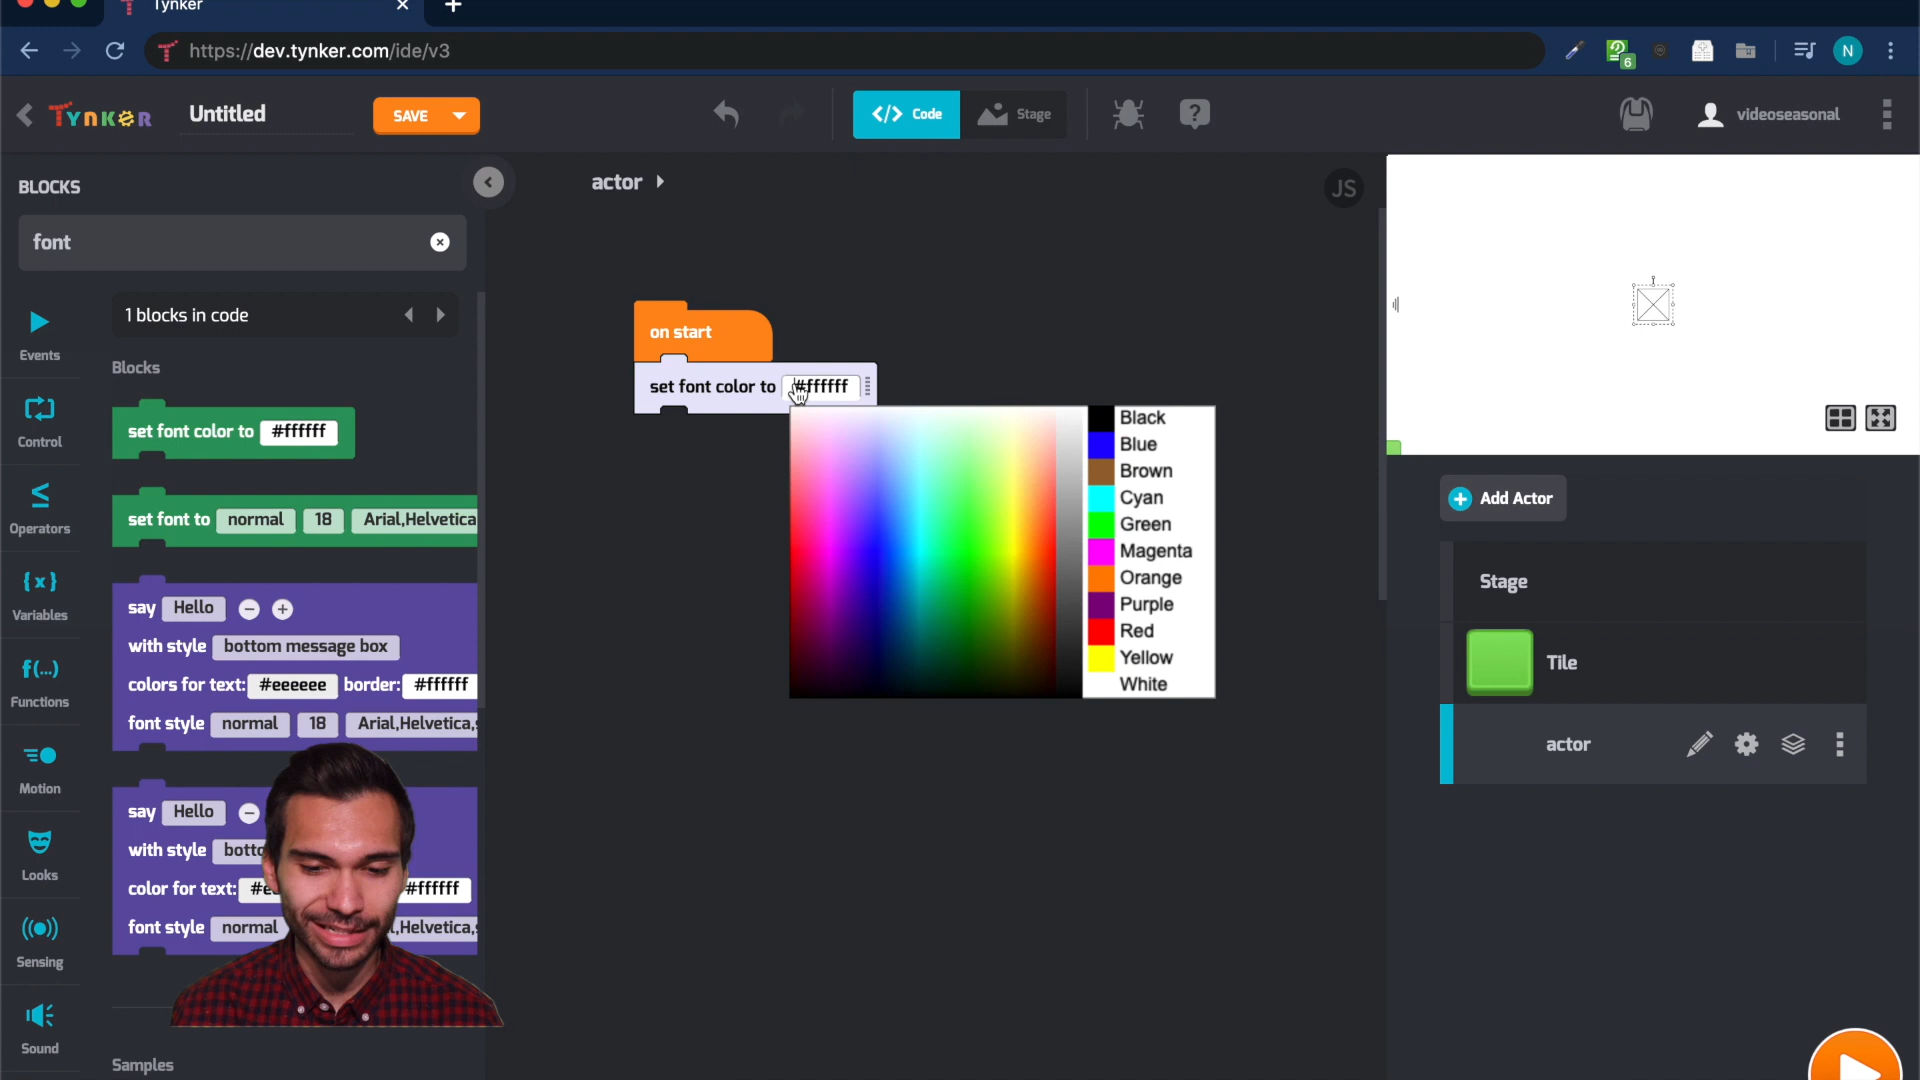 Tynker
https://dev.tynker.com/ide/v3
6
N
TYNKER
Untitled
SAVE
</> Code
Stage
?
videoseasonal
BLOCKS
actor
JS
font
1 blocks in code
Events
Blocks
on start
set font color to #ffffff
set font color to #ffffff
Control
set font to normal 18 Arial,Helvetica
Operators
say Hello
{x}
Variables
with style bottom message box
colors for text: #eeeeee border: #ffffff
f(...)
Functions
font style normal 18 Arial,Helvetica,
Motion
say Hello
with style botto
Looks
color for text: #e #ffffff
font style normal l,Helvetica,
Sensing
Sound
Samples
Black
Blue
Brown
Cyan
Green
Magenta
Orange
Purple
Red
Yellow
White
Add Actor
Stage
Tile
actor